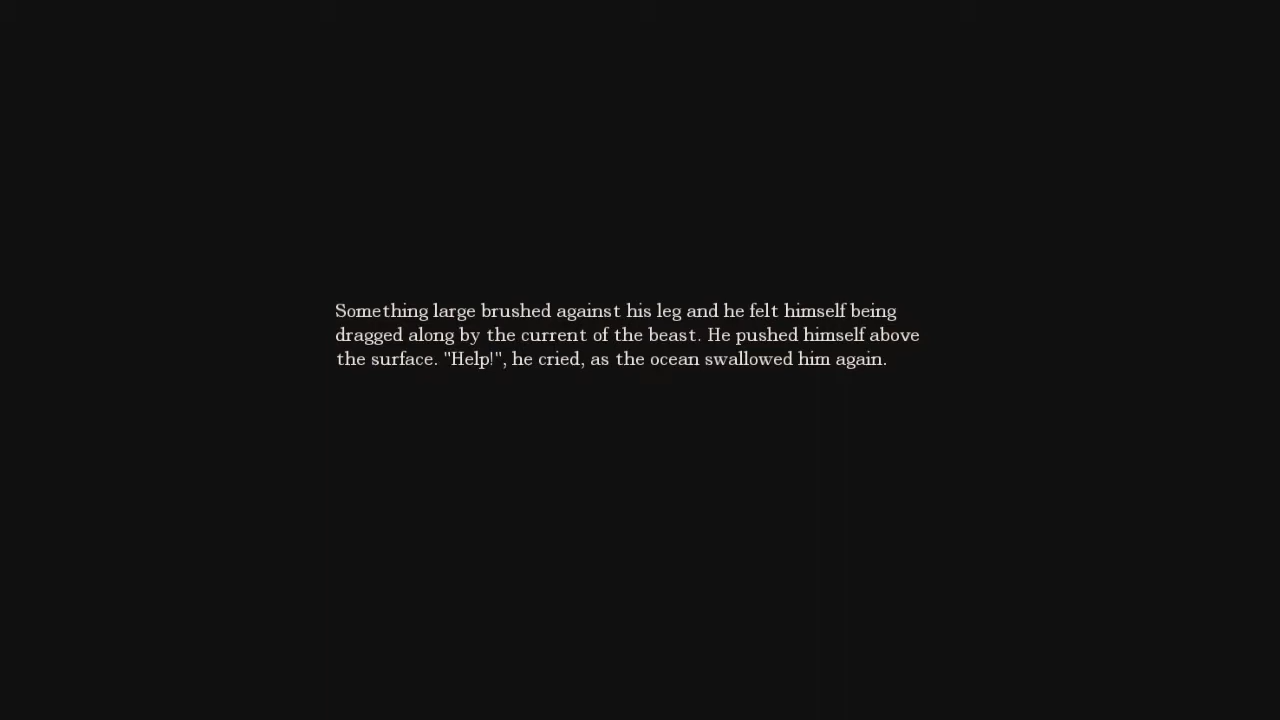 Something large brushed against his leg and he felt himself being
dragged along by the current of the beast. He pushed himself above
the surface. "Help!", he cried, as the ocean swallowed him again.